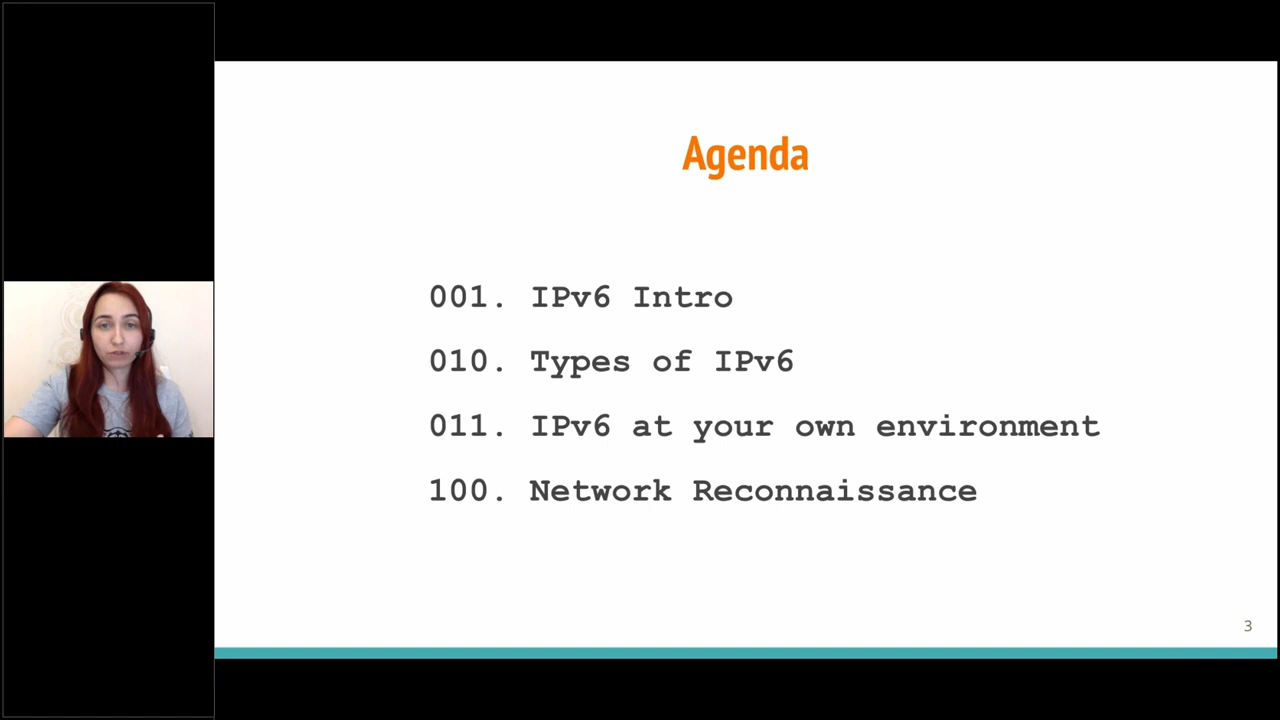 Agenda
001. IPv6 Intro
010. Types of IPv6
011. IPv6 at your own environment
100. Network Reconnaissance
3